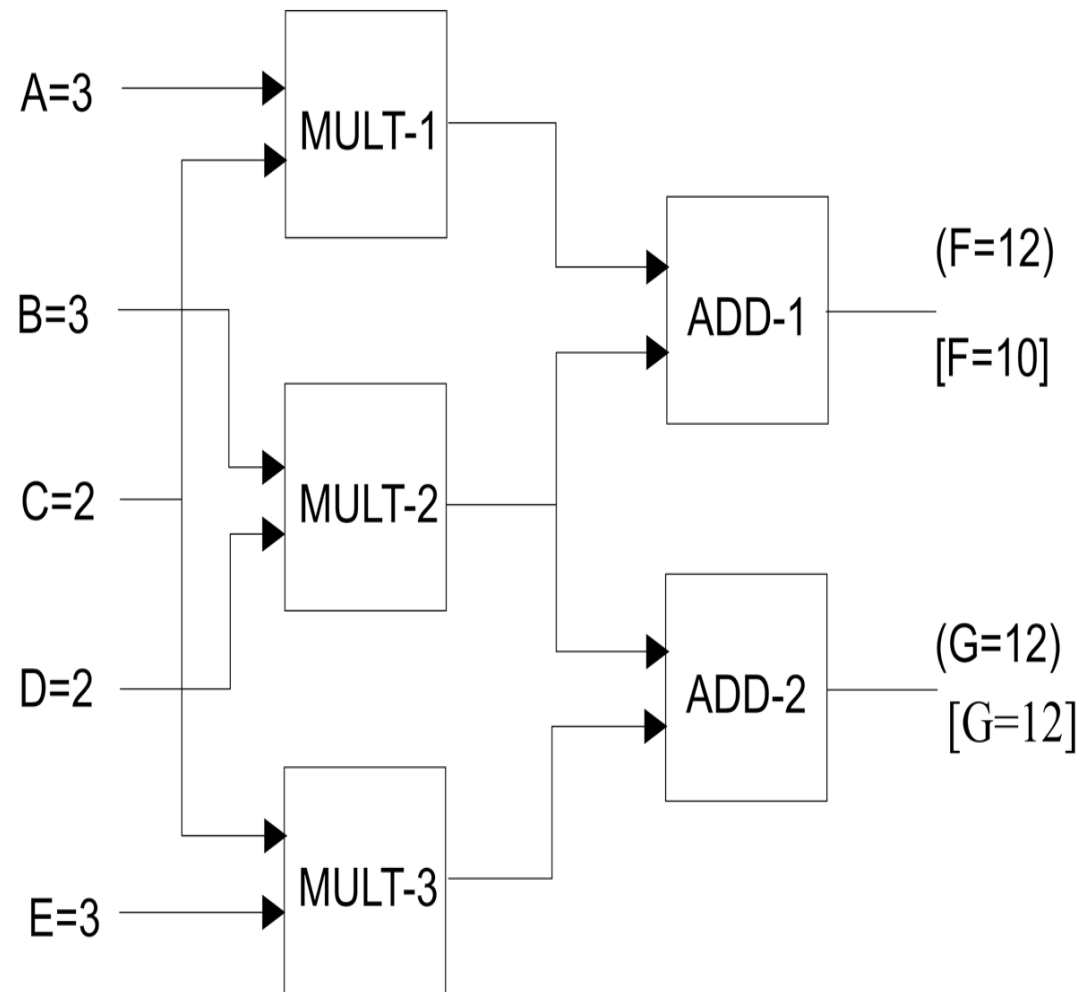 A=3
MULT-1
(F=12)
B=3
ADD-1
[F=10]
C=2
MULT-2
(G=12)
D=2
ADD-2
[G=12]
MULT-3
E=3